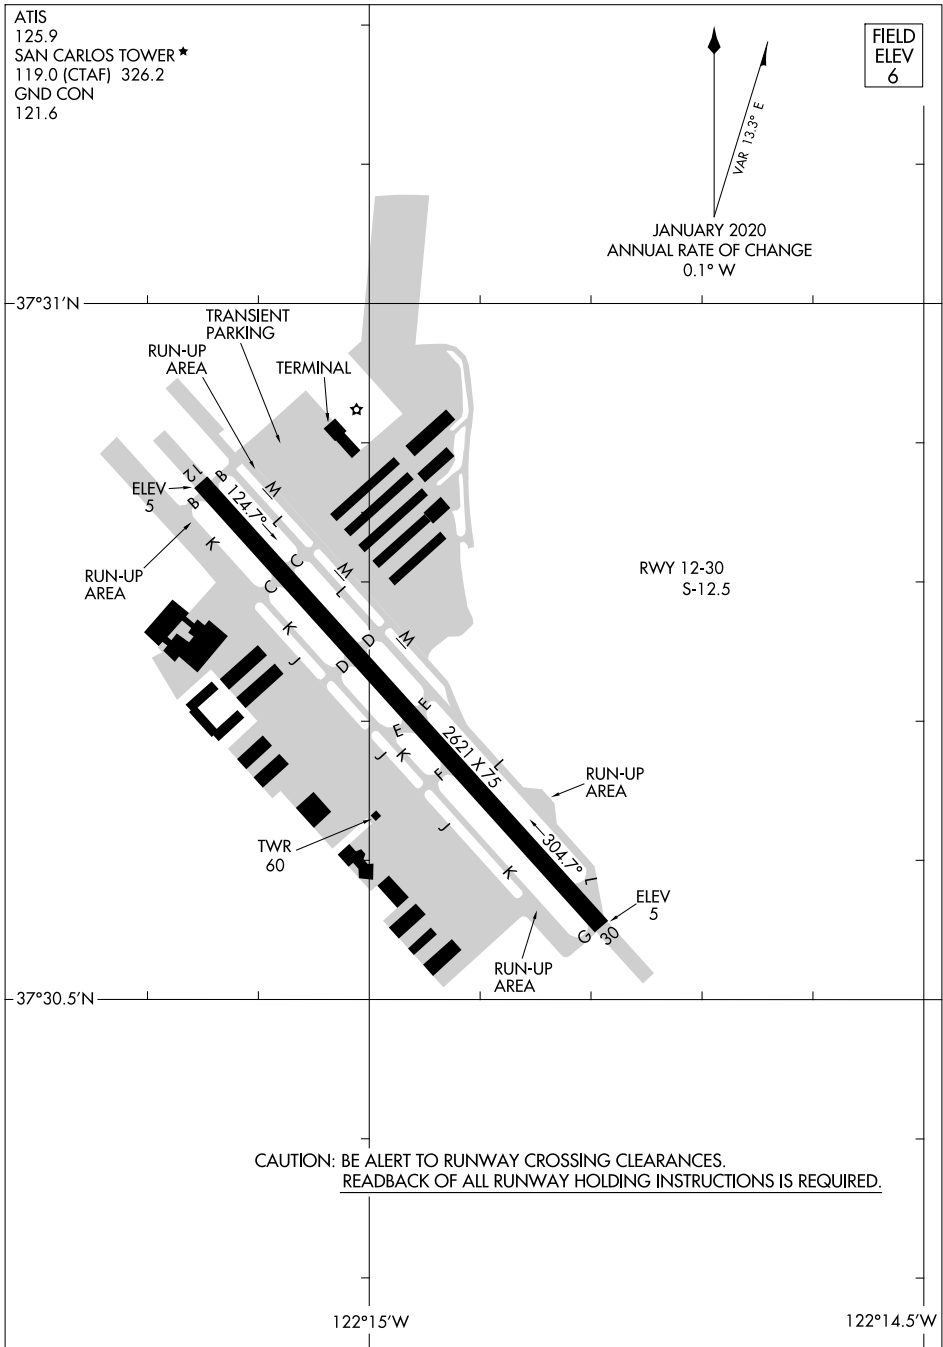 ATIS
125.9
SAN CARLOS TOWER★
119.0 (CTAF) 326.2
GND CON
121.6
FIELD
ELEV
6
VAR 13.3° E
JANUARY 2020
ANNUAL RATE OF CHANGE
0.1° W
37°31'N
TRANSIENT
PARKING
RUN-UP
AREA
TERMINAL
12
B
B
M
ELEV
5
124.7°
L
K
C
C
M
L
RUN-UP
AREA
RWY 12-30
S-12.5
K
J
D
D
M
E
E
2621 X 75
J
K
F
L
RUN-UP
AREA
J
304.7°
TWR
60
K
L
ELEV
5
G
30
RUN-UP
AREA
37°30.5'N
CAUTION: BE ALERT TO RUNWAY CROSSING CLEARANCES.
READBACK OF ALL RUNWAY HOLDING INSTRUCTIONS IS REQUIRED.
122°15'W
122°14.5'W